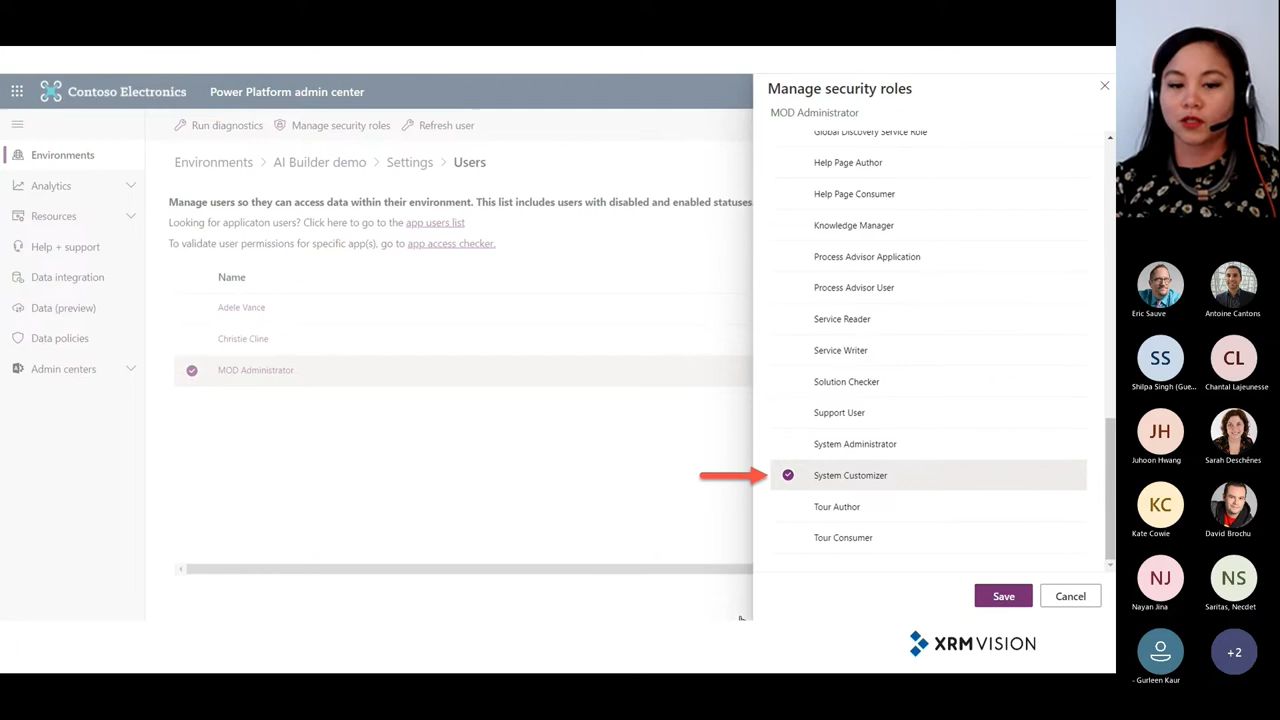 Contoso Electronics
Power Platform admin center
Run diagnostics
Manage security roles
Refresh user
Environments
Analytics
Resources
Help + support
Data integration
Data (preview)
Data policies
Admin centers
Environments > AI Builder demo > Settings > Users
Manage users so they can access data within their environment. This list includes users with disabled and enabled statuses
Looking for applicaton users? Click here to go to the app users list
To validate user permissions for specific app(s), go to app access checker.
Name
Adele Vance
Christie Cline
MOD Administrator
Manage security roles
MOD Administrator
Global Discovery Service Role
Help Page Author
Help Page Consumer
Knowledge Manager
Process Advisor Application
Process Advisor User
Service Reader
Service Writer
Solution Checker
Support User
System Administrator
System Customizer
Tour Author
Tour Consumer
Save
Cancel
XRM VISION
Eric Sauve
Antoine Cantons
SS
Shilpa Singh (Gue...
CL
Chantal Lajeunesse
JH
Juhoon Hwang
Sarah Deschênes
KC
Kate Cowie
David Brochu
NJ
Nayan Jina
NS
Saritas, Necdet
- Gurleen Kaur
+2